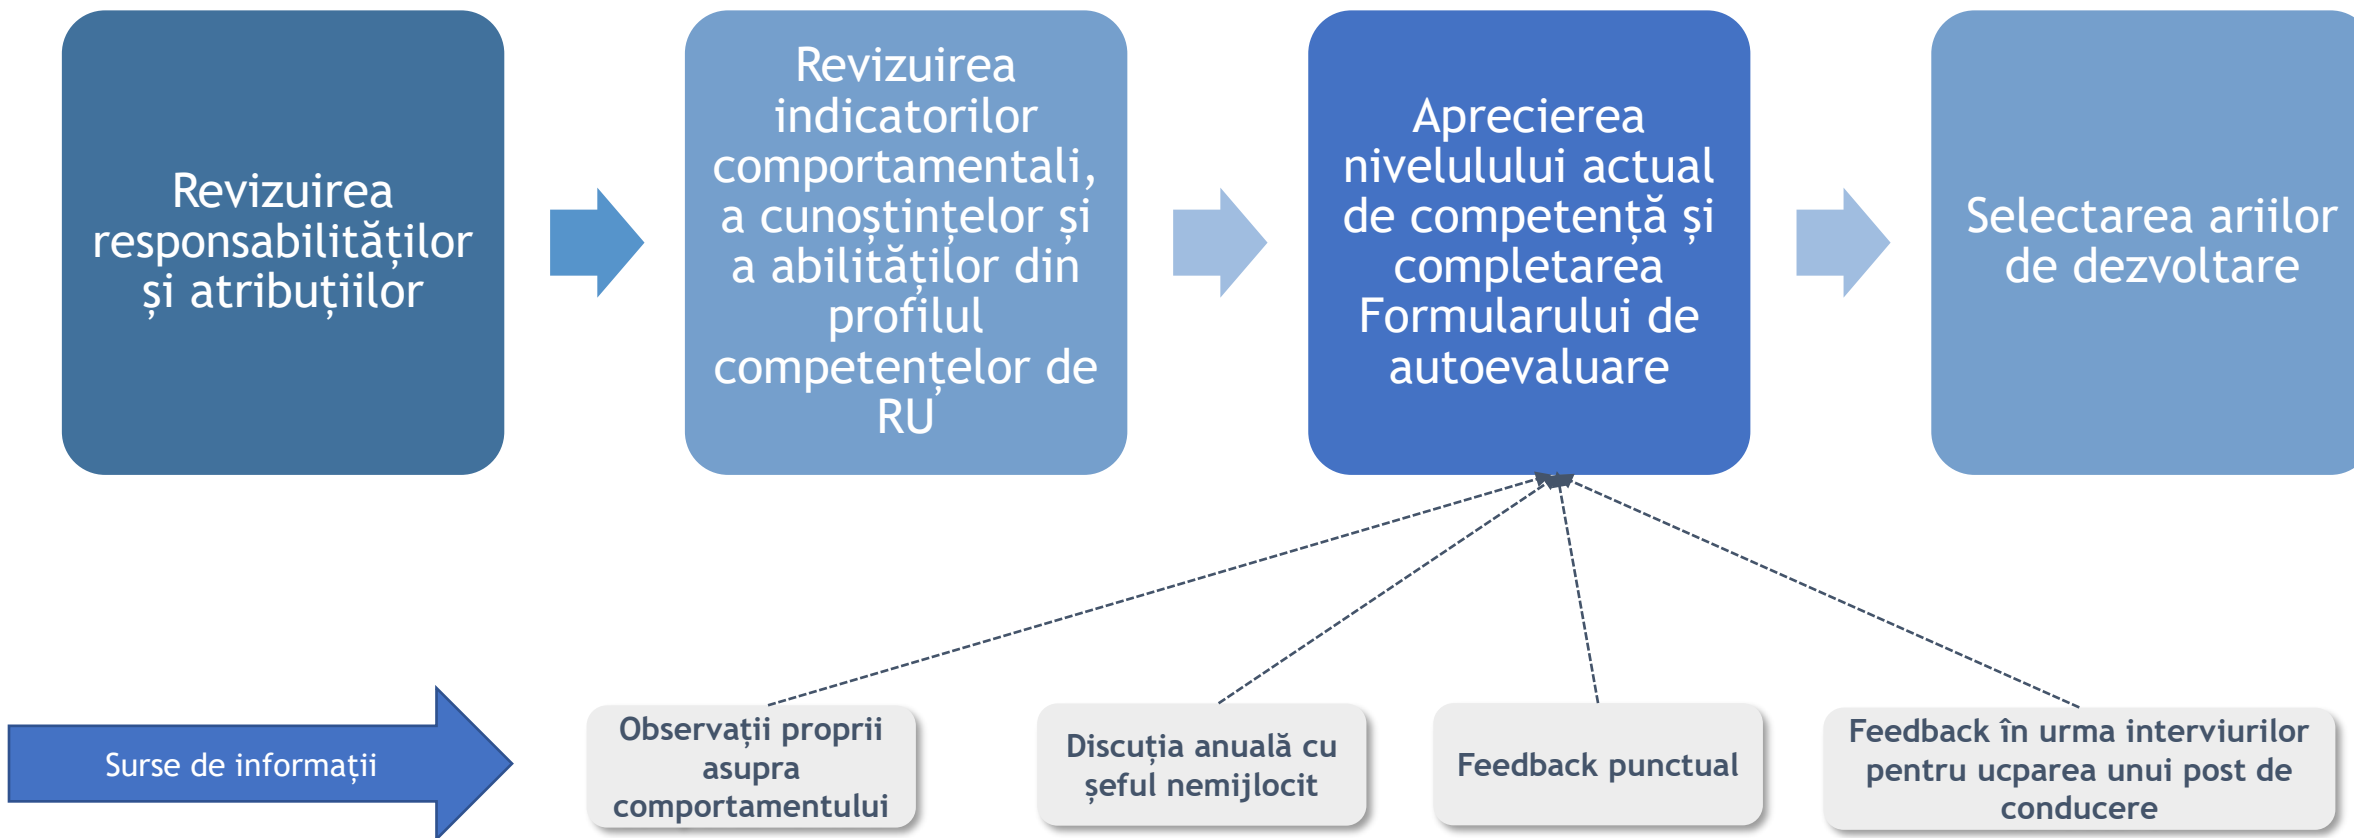 Revizuirea
responsabilităților
și atribuțiilor
Revizuirea
indicatorilor
comportamentali,
a cunoștințelor și
a abilităților din
profilul
competențelor de
RU
Aprecierea
nivelulului actual
de competență și
completarea
Formularului de
autoevaluare
Selectarea ariilor
de dezvoltare
Surse de informații
Observații proprii
asupra
comportamentului
Discuția anuală cu
șeful nemijlocit
Feedback punctual
Feedback în urma interviurilor
pentru ucparea unui post de
conducere